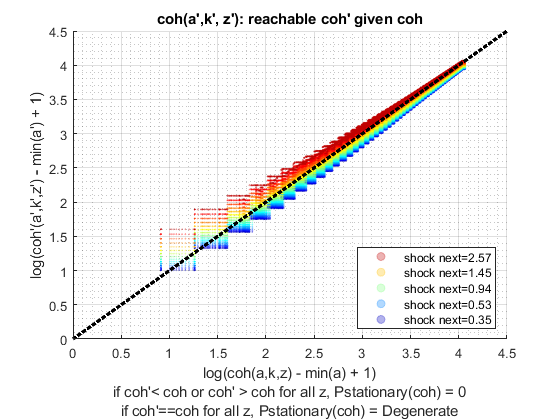 coh(a',k', z'): reachable coh' given coh
4.5
4
3.5
3
2.5
2
1.5
1
0.5
0
log(coh'(a',k',z') - min(a') + 1)
shock next=2.57
shock next=1.45
shock next=0.94
shock next=0.53
shock next=0.35
0 0.5 1 1.5 2 2.5 3 3.5 4 4.5
log(coh(a,k,z) - min(a) + 1)
if coh'< coh or coh' > coh for all z, Pstationary(coh) = 0
if coh'==coh for all z, Pstationary(coh) = Degenerate